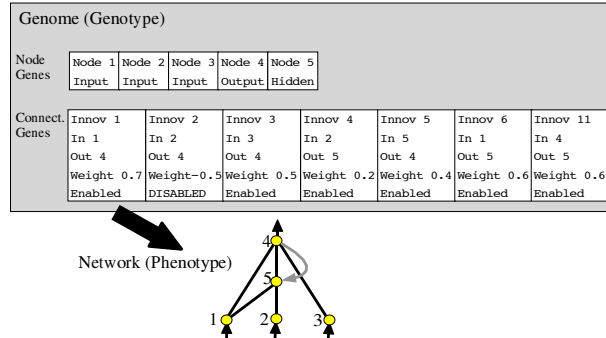 Genome (Genotype)
Node Genes
Node 1 Node 2 Node 3 Node 4 Node 5
Input Input Input Output Hidden
Connect. Genes
Innov 1 Innov 2 Innov 3 Innov 4 Innov 5 Innov 6 Innov 11
In 1 In 2 In 3 In 2 In 5 In 1 In 4
Out 4 Out 4 Out 4 Out 5 Out 4 Out 5 Out 5
Weight 0.7 Weight-0.5 Weight 0.5 Weight 0.2 Weight 0.4 Weight 0.6 Weight 0.6
Enabled DISABLED Enabled Enabled Enabled Enabled Enabled
Network (Phenotype)
4
5
1 2 3